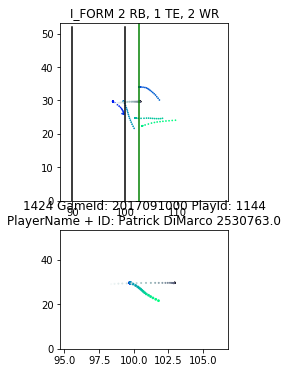 I_FORM 2 RB, 1 TE, 2 WR
50
40
30
20
10
0
90 100 110
1424 GameId: 2017091000 PlayId: 1144
PlayerName + ID: Patrick DiMarco 2530763.0
40
20
0
95.0 97.5 100.0 102.5 105.0